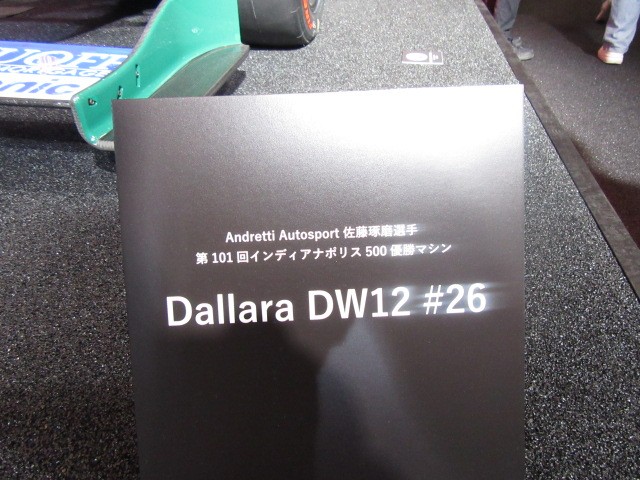 Andretti Autosport 佐藤琢磨選手
第 101 回インディアナポリス 500 優勝マシン
Dallara DW12 #26